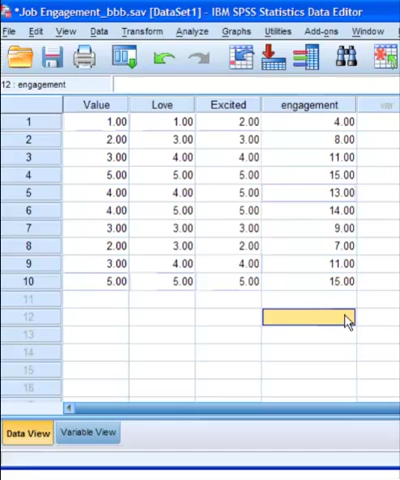 *Job Engagement_bbb.sav [DataSet1] - IBM SPSS Statistics Data Editor
File Edit View Data Transform Analyze Graphs Utilities Add-ons Window
12 : engagement
Value Love Excited engagement var
1 1.00 1.00 2.00 4.00
2 2.00 3.00 3.00 8.00
3 3.00 4.00 4.00 11.00
4 5.00 5.00 5.00 15.00
5 4.00 4.00 5.00 13.00
6 4.00 5.00 5.00 14.00
7 3.00 3.00 3.00 9.00
8 2.00 3.00 2.00 7.00
9 3.00 4.00 4.00 11.00
10 5.00 5.00 5.00 15.00
11
12
13
14
15
16
Data View Variable View